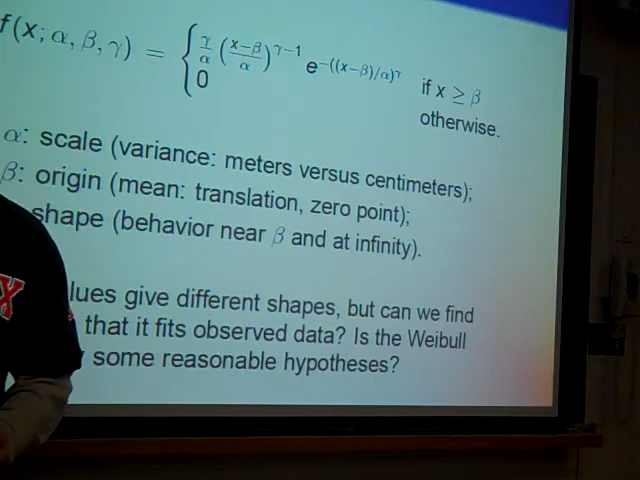 f(x; α, β, γ) = { γ/α ((x−β)/α)^(γ−1) e^(−((x−β)/α)^γ) if x ≥ β
0 otherwise.
α: scale (variance: meters versus centimeters);
β: origin (mean: translation, zero point);
shape (behavior near β and at infinity).
lues give different shapes, but can we find
that it fits observed data? Is the Weibull
some reasonable hypotheses?
X